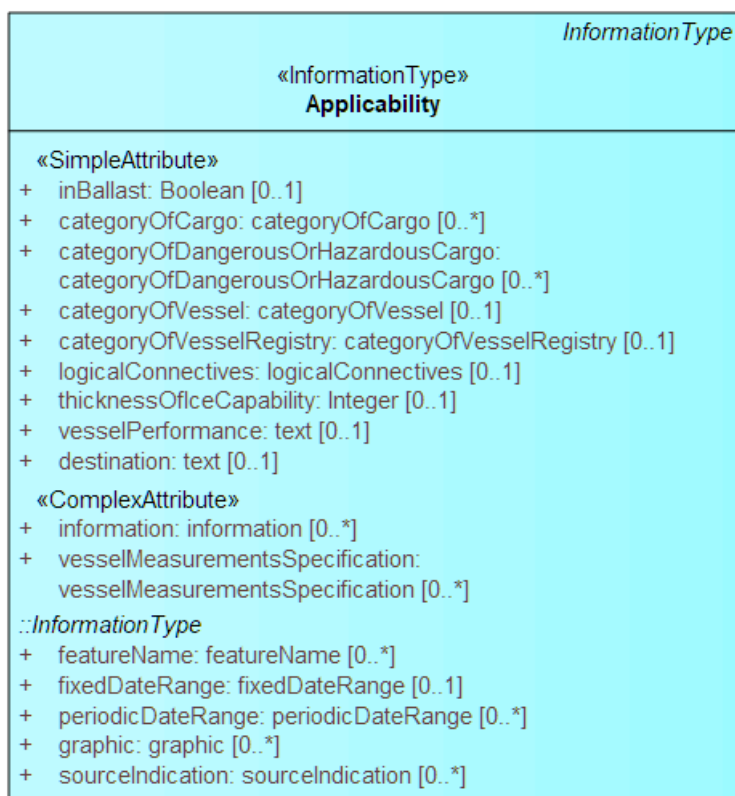 InformationType
«InformationType»
Applicability
«SimpleAttribute»
+ inBallast: Boolean [0..1]
+ categoryOfCargo: categoryOfCargo [0..*]
+ categoryOfDangerousOrHazardousCargo:
categoryOfDangerousOrHazardousCargo [0..*]
+ categoryOfVessel: categoryOfVessel [0..1]
+ categoryOfVesselRegistry: categoryOfVesselRegistry [0..1]
+ logicalConnectives: logicalConnectives [0..1]
+ thicknessOfIceCapability: Integer [0..1]
+ vesselPerformance: text [0..1]
+ destination: text [0..1]
«ComplexAttribute»
+ information: information [0..*]
+ vesselMeasurementsSpecification:
vesselMeasurementsSpecification [0..*]
::InformationType
+ featureName: featureName [0..*]
+ fixedDateRange: fixedDateRange [0..1]
+ periodicDateRange: periodicDateRange [0..*]
+ graphic: graphic [0..*]
+ sourceIndication: sourceIndication [0..*]